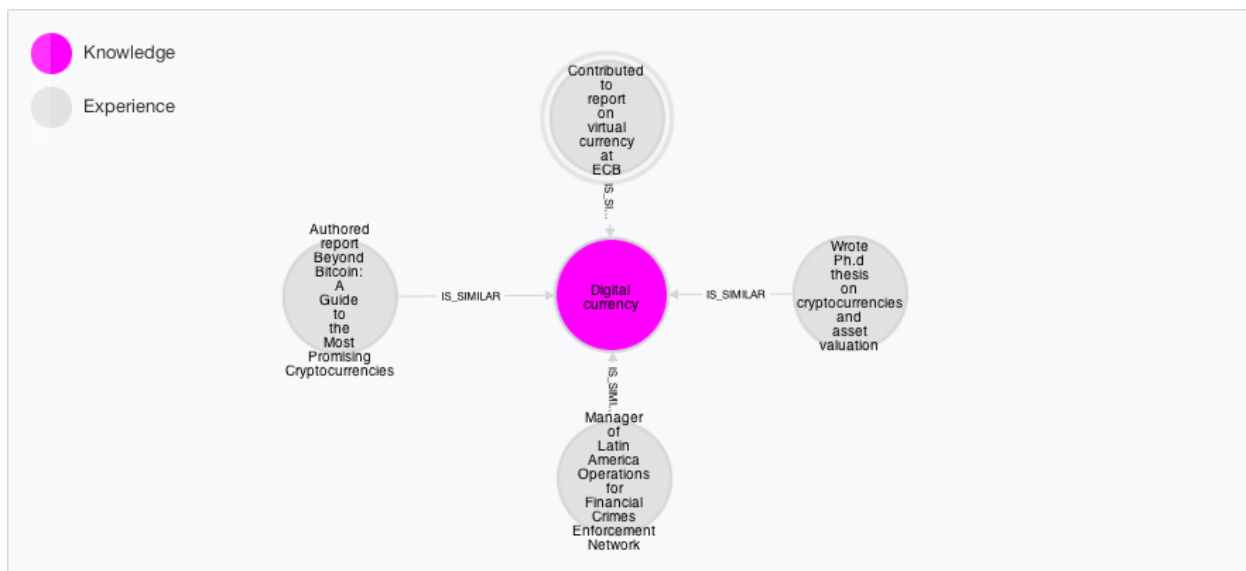 Knowledge
Experience
Contributed
to
report
on
virtual
currency
at
ECB
IS_SI...
Authored
report
Beyond
Bitcoin:
A
Guide
to
the
Most
Promising
Cryptocurrencies
IS_SIMILAR
Digital
currency
IS_SIMILAR
Wrote
Ph.d
thesis
on
cryptocurrencies
and
asset
valuation
IS_SIMI...
Manager
of
Latin
America
Operations
for
Financial
Crimes
Enforcement
Network